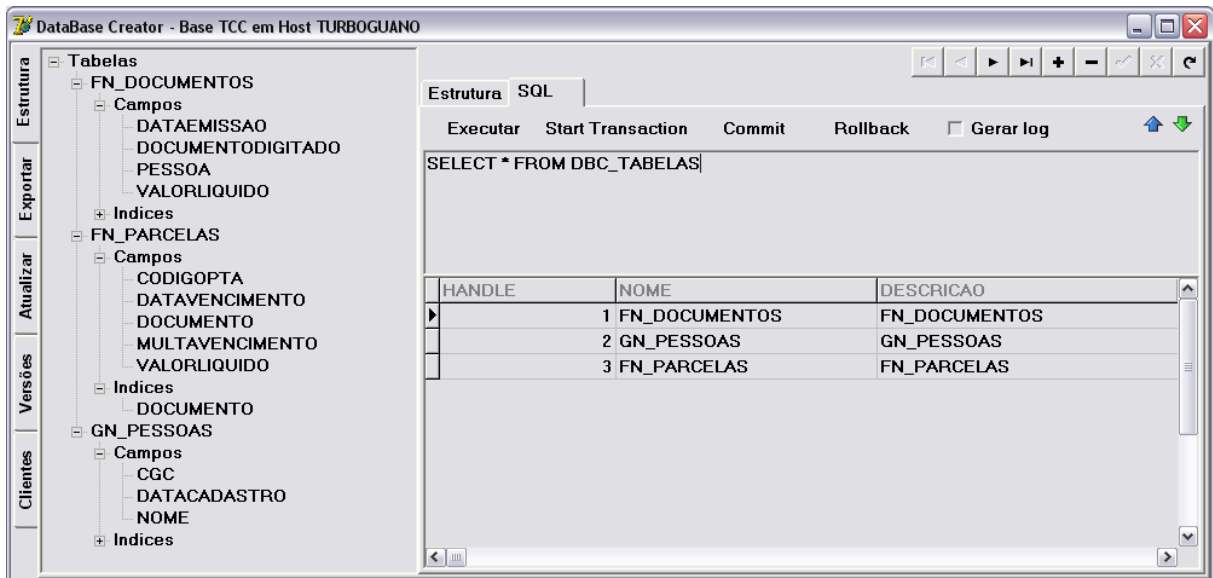 DataBase Creator - Base TCC em Host TURBOGUANO
Estrutura
Exportar
Atualizar
Versões
Clientes
Tabelas
FN_DOCUMENTOS
Campos
DATAEMISSAO
DOCUMENTODIGITADO
PESSOA
VALORLIQUIDO
Indices
FN_PARCELAS
Campos
CODIGOPTA
DATAVENCIMENTO
DOCUMENTO
MULTAVENCIMENTO
VALORLIQUIDO
Indices
DOCUMENTO
GN_PESSOAS
Campos
CGC
DATACADASTRO
NOME
Indices
Estrutura SQL
Executar Start Transaction Commit Rollback Gerar log
SELECT * FROM DBC_TABELAS
HANDLE NOME DESCRICAO
1 FN_DOCUMENTOS FN_DOCUMENTOS
2 GN_PESSOAS GN_PESSOAS
3 FN_PARCELAS FN_PARCELAS